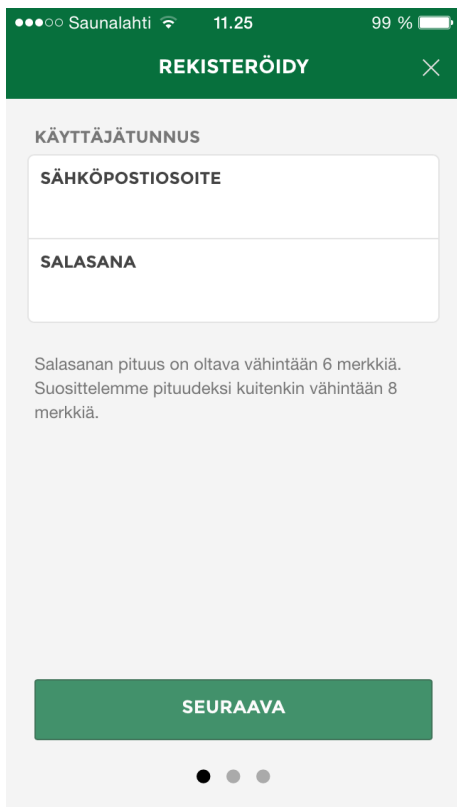 Saunalahti 11.25 99 %
REKISTERÖIDY
KÄYTTÄJÄTUNNUS
SÄHKÖPOSTIOSOITE
SALASANA
Salasanan pituus on oltava vähintään 6 merkkiä.
Suosittelemme pituudeksi kuitenkin vähintään 8
merkkiä.
SEURAAVA